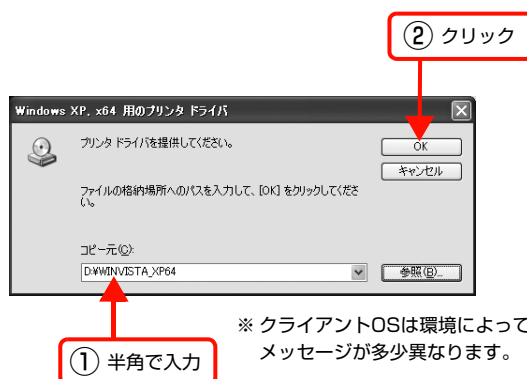 ② クリック
Windows XP, x64 用のプリンタ ドライバ
プリンタ ドライバを提供してください。
OK
キャンセル
ファイルの格納場所へのパスを入力して、[OK] をクリックしてくださ
い。
コピー元(C):
D:¥WINVISTA_XP64
参照(B)...
※ クライアントOSは環境によって
メッセージが多少異なります。
① 半角で入力